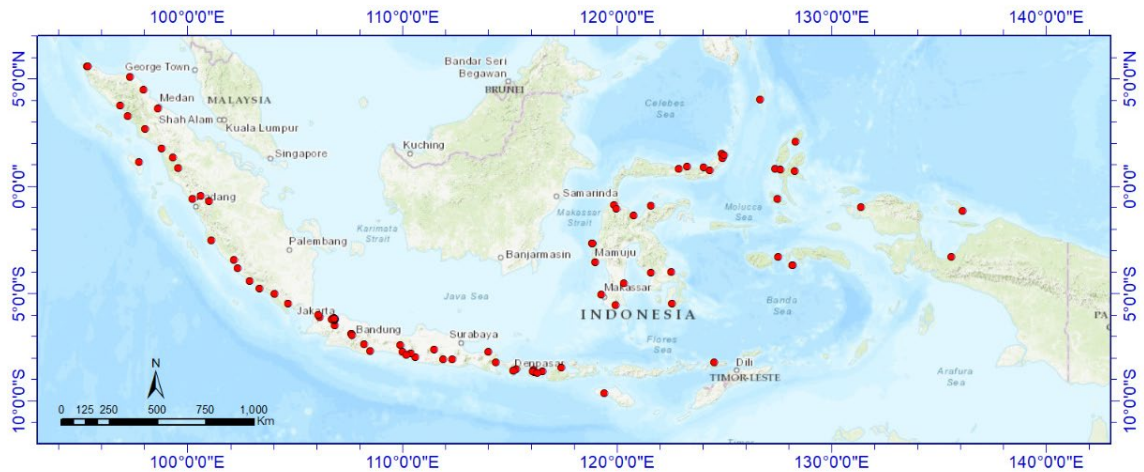 100°0'0"E 110°0'0"E 120°0'0"E 130°0'0"E 140°0'0"E
5°0'0"N
0°0'0"
5°0'0"S
10°0'0"S
George Town
Medan
MALAYSIA
Shah Alam
Kuala Lumpur
Singapore
Padang
Palembang
Karimata
Strait
Bandar Seri
Begawan
BRUNEI
Kuching
Samarinda
Banjarmasin
Makassar
Strait
Celebes
Sea
Molucca
Sea
Mamuju
Makassar
INDONESIA
Java Sea
Jakarta
Bandung
Surabaya
Denpasar
Flores
Sea
Banda
Sea
Dili
TIMOR-LESTE
Timor
Arafura
Sea
PA
N
0 125 250 500 750 1,000
Km
5°0'0"N
0°0'0"
5°0'0"S
10°0'0"S
100°0'0"E 110°0'0"E 120°0'0"E 130°0'0"E 140°0'0"E